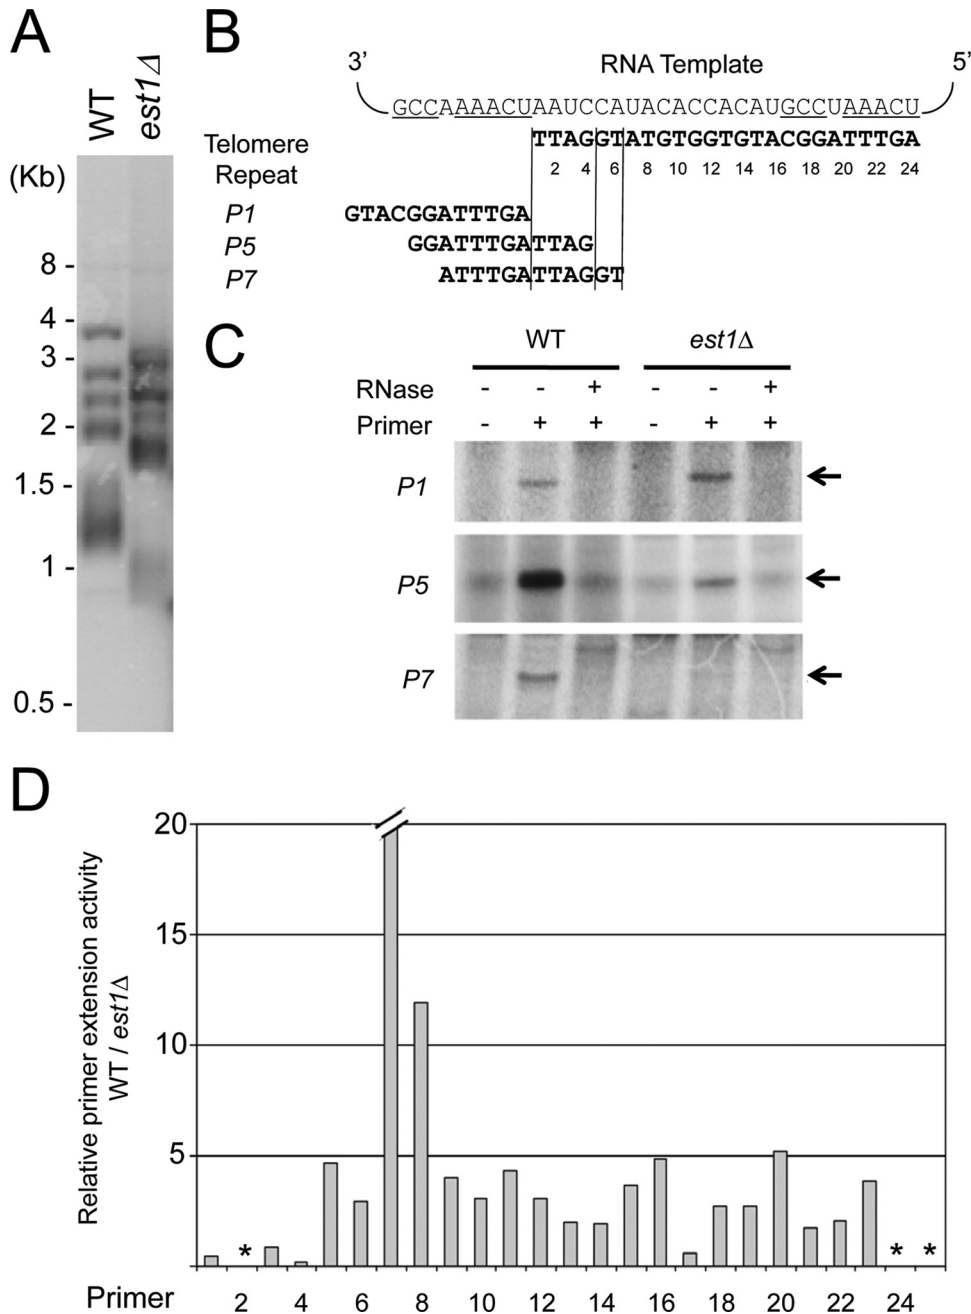 A
WT
est1Δ
(Kb)
8 -
4 -
3 -
2 -
1.5 -
1 -
0.5 -
B
3’ RNA Template 5’
GCCAAAACUAAUCCAUACACCACAUGCCUAAACU
Telomere Repeat
TTAGGTATGTGGTGTACGGATTTGA
2 4 6 8 10 12 14 16 18 20 22 24
P1 GTACGGATTTGA
P5 GGATTTGATTAG
P7 ATTTGATTAGGT
C
WT est1Δ
RNase - - + - - +
Primer - + + - + +
P1
P5
P7
D
Relative primer extension activity
WT / est1Δ
20
15
10
5
* * *
Primer 2 4 6 8 10 12 14 16 18 20 22 24